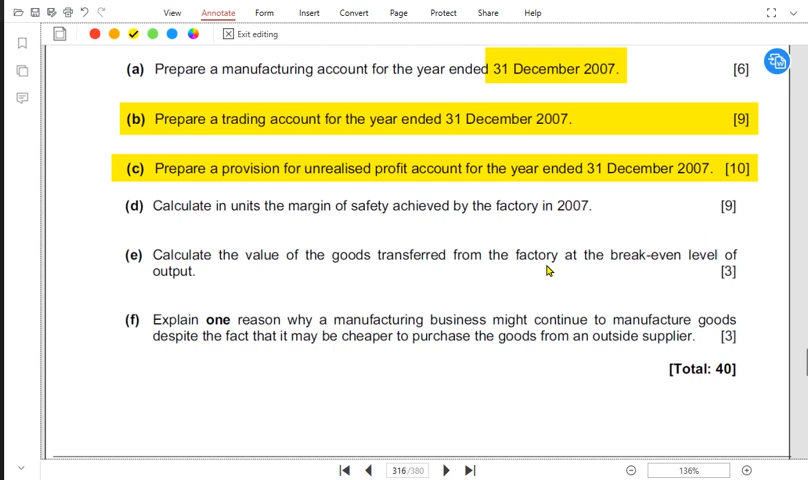 View Annotate Form Insert Convert Page Protect Share Help
Exit editing
(a) Prepare a manufacturing account for the year ended 31 December 2007. [6]
(b) Prepare a trading account for the year ended 31 December 2007. [9]
(c) Prepare a provision for unrealised profit account for the year ended 31 December 2007. [10]
(d) Calculate in units the margin of safety achieved by the factory in 2007. [9]
(e) Calculate the value of the goods transferred from the factory at the break-even level of
output. [3]
(f) Explain one reason why a manufacturing business might continue to manufacture goods
despite the fact that it may be cheaper to purchase the goods from an outside supplier. [3]
[Total: 40]
316/380 136%